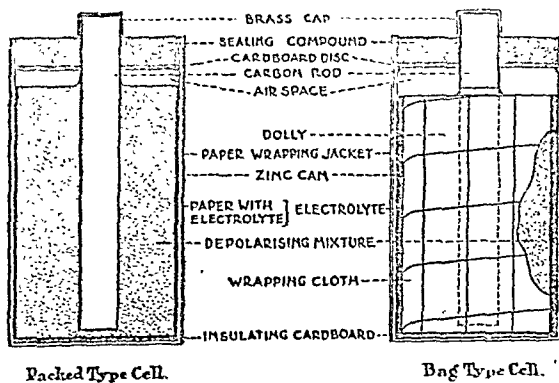 BRASS CAP
SEALING COMPOUND
CARDBOARD DISC
CARBON ROD
AIR SPACE
DOLLY
PAPER WRAPPING JACKET
ZINC CAN
PAPER WITH ELECTROLYTE } ELECTROLYTE
DEPOLARISING MIXTURE
WRAPPING CLOTH
INSULATING CARDBOARD
Packed Type Cell.
Bag Type Cell.